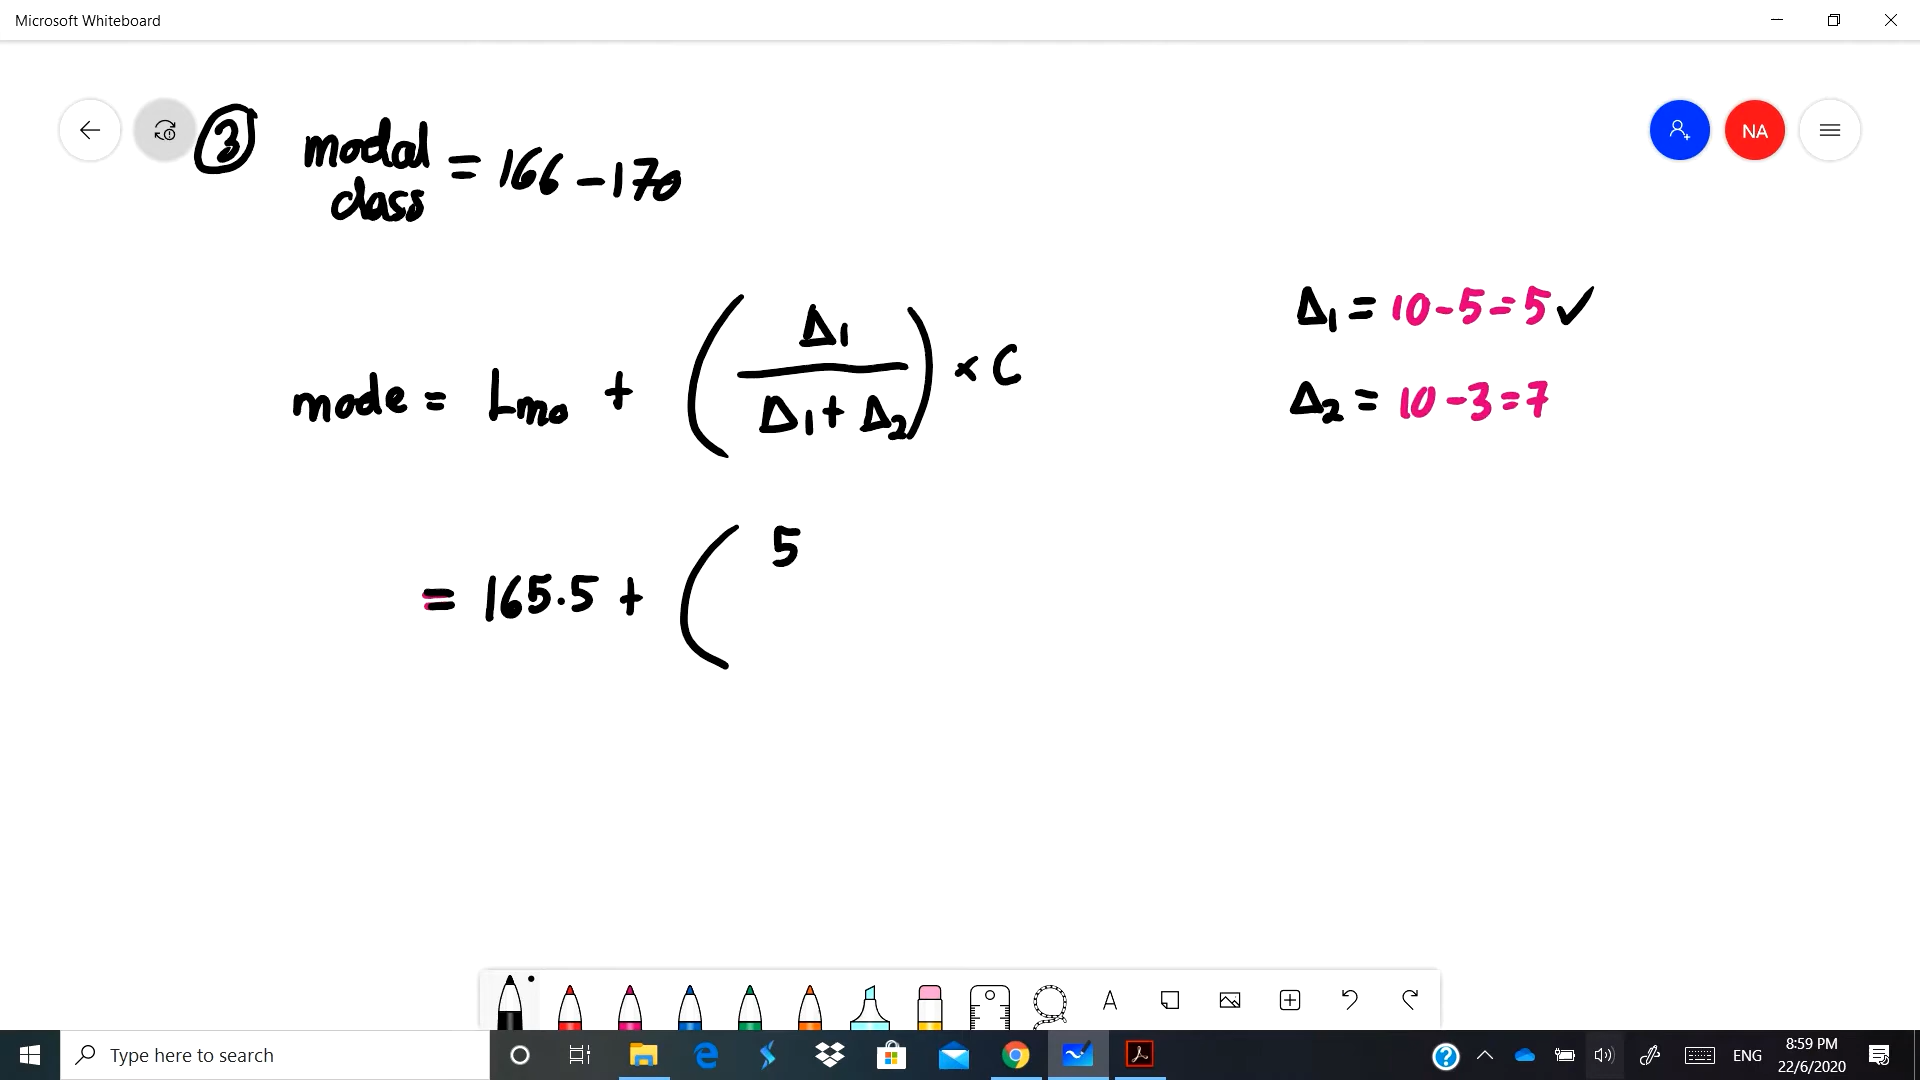 Microsoft Whiteboard
③ modal class = 166 - 170
NA
Δ₁ = 10 - 5 = 5 ✓
mode = Lmo + (Δ₁ / Δ₁ + Δ₂) × C
Δ₂ = 10 - 3 = 7
= 165.5 + ( 5
A
Type here to search
ENG
8:59 PM
22/6/2020